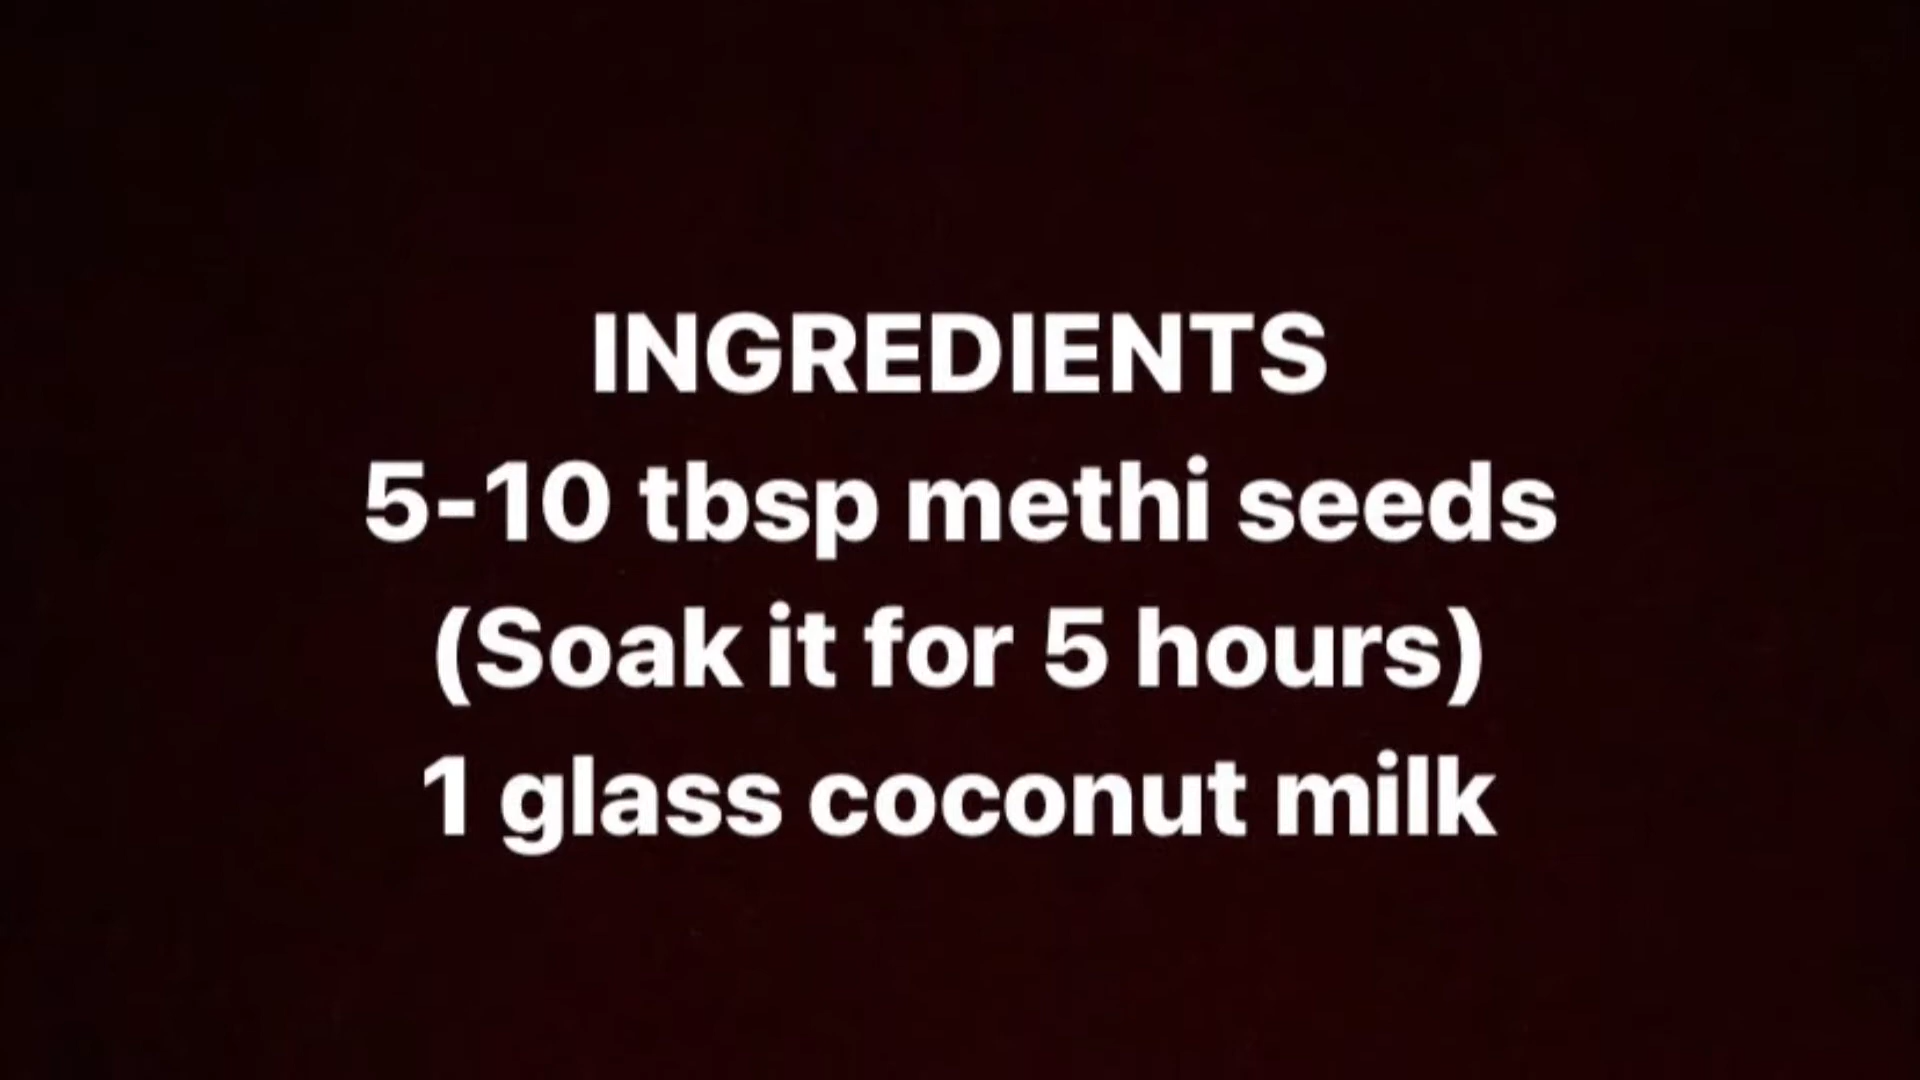 INGREDIENTS
5-10 tbsp methi seeds
(Soak it for 5 hours)
1 glass coconut milk